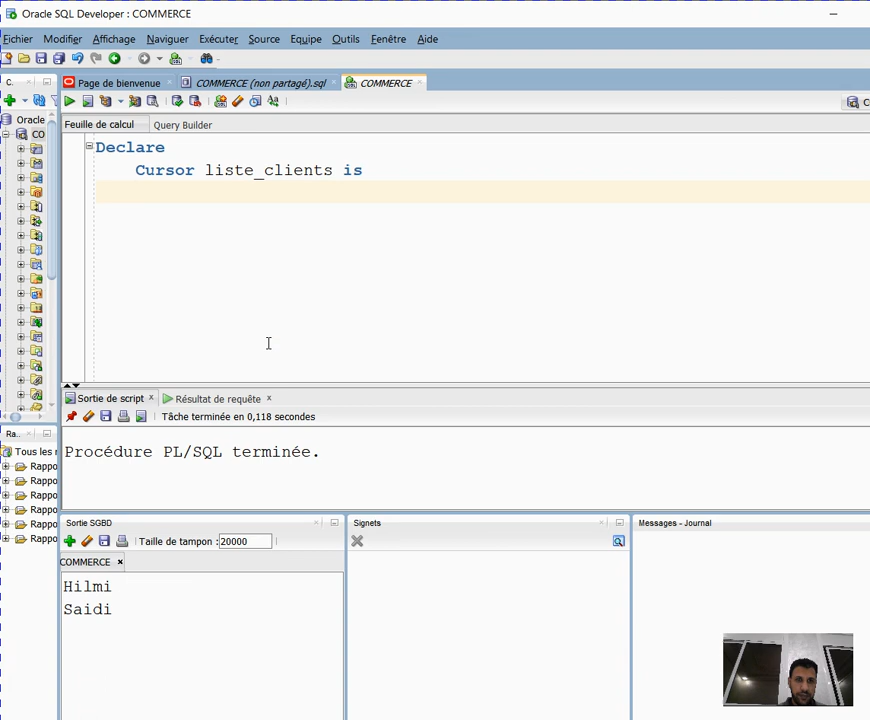 Oracle SQL Developer : COMMERCE
Fichier Modifier Affichage Naviguer Exécuter Source Equipe Outils Fenêtre Aide
C.. Page de bienvenue COMMERCE (non partagé).sql COMMERCE
Feuille de calcul Query Builder
Oracle
CO
Declare
Cursor liste_clients is
Sortie de script Résultat de requête
Tâche terminée en 0,118 secondes
Procédure PL/SQL terminée.
Ra..
Tous les r
Rappo
Rappo
Rappo
Rappo
Rappo
Rappo
Sortie SGBD Signets Messages - Journal
Taille de tampon : 20000
COMMERCE
Hilmi
Saidi